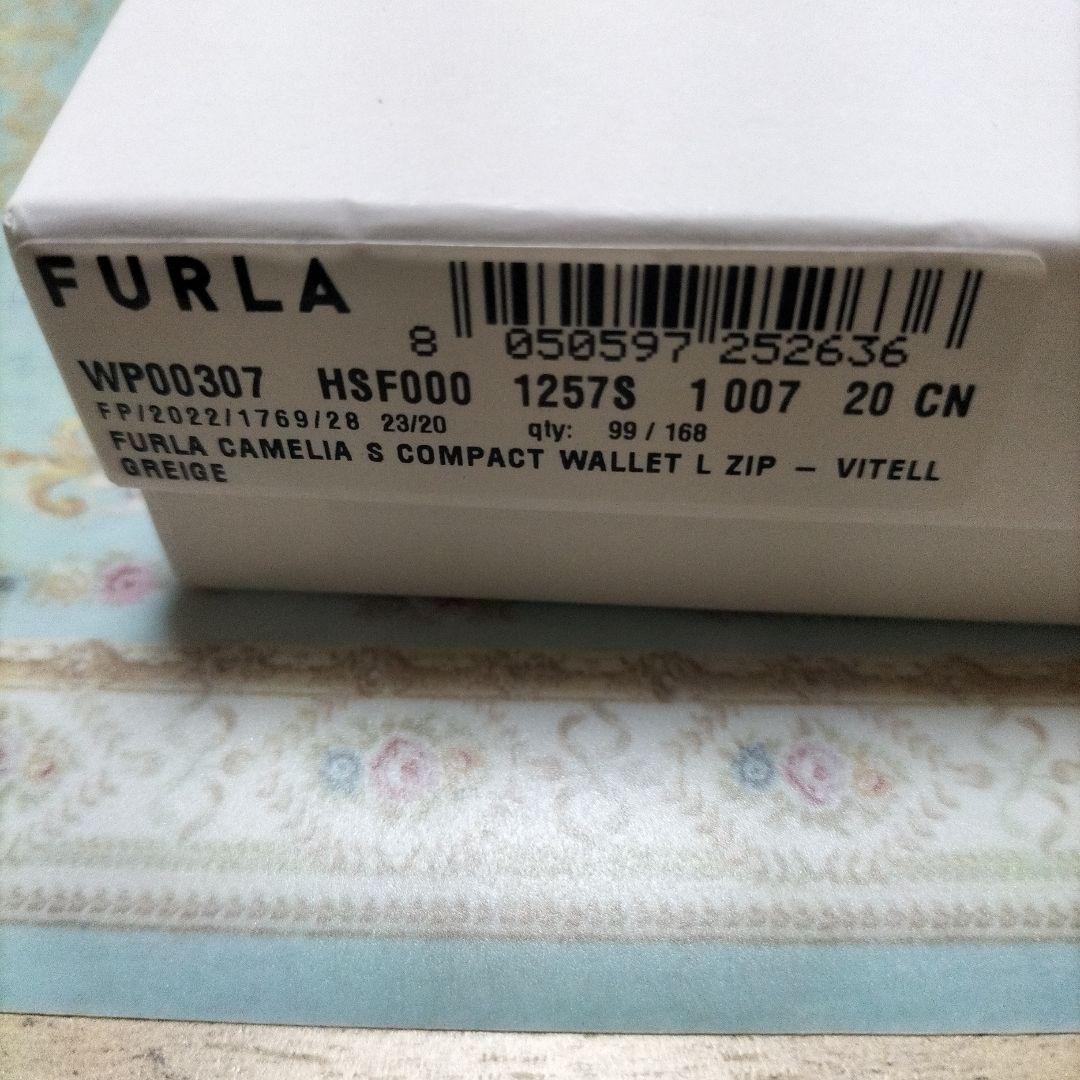 FURLA
8 050597 252636
WP00307 HSF000 1257S 1 007 20 CN
FP/2022/1769/28 23/20 qty: 99 / 168
FURLA CAMELIA S COMPACT WALLET L ZIP – VITELL
GREIGE